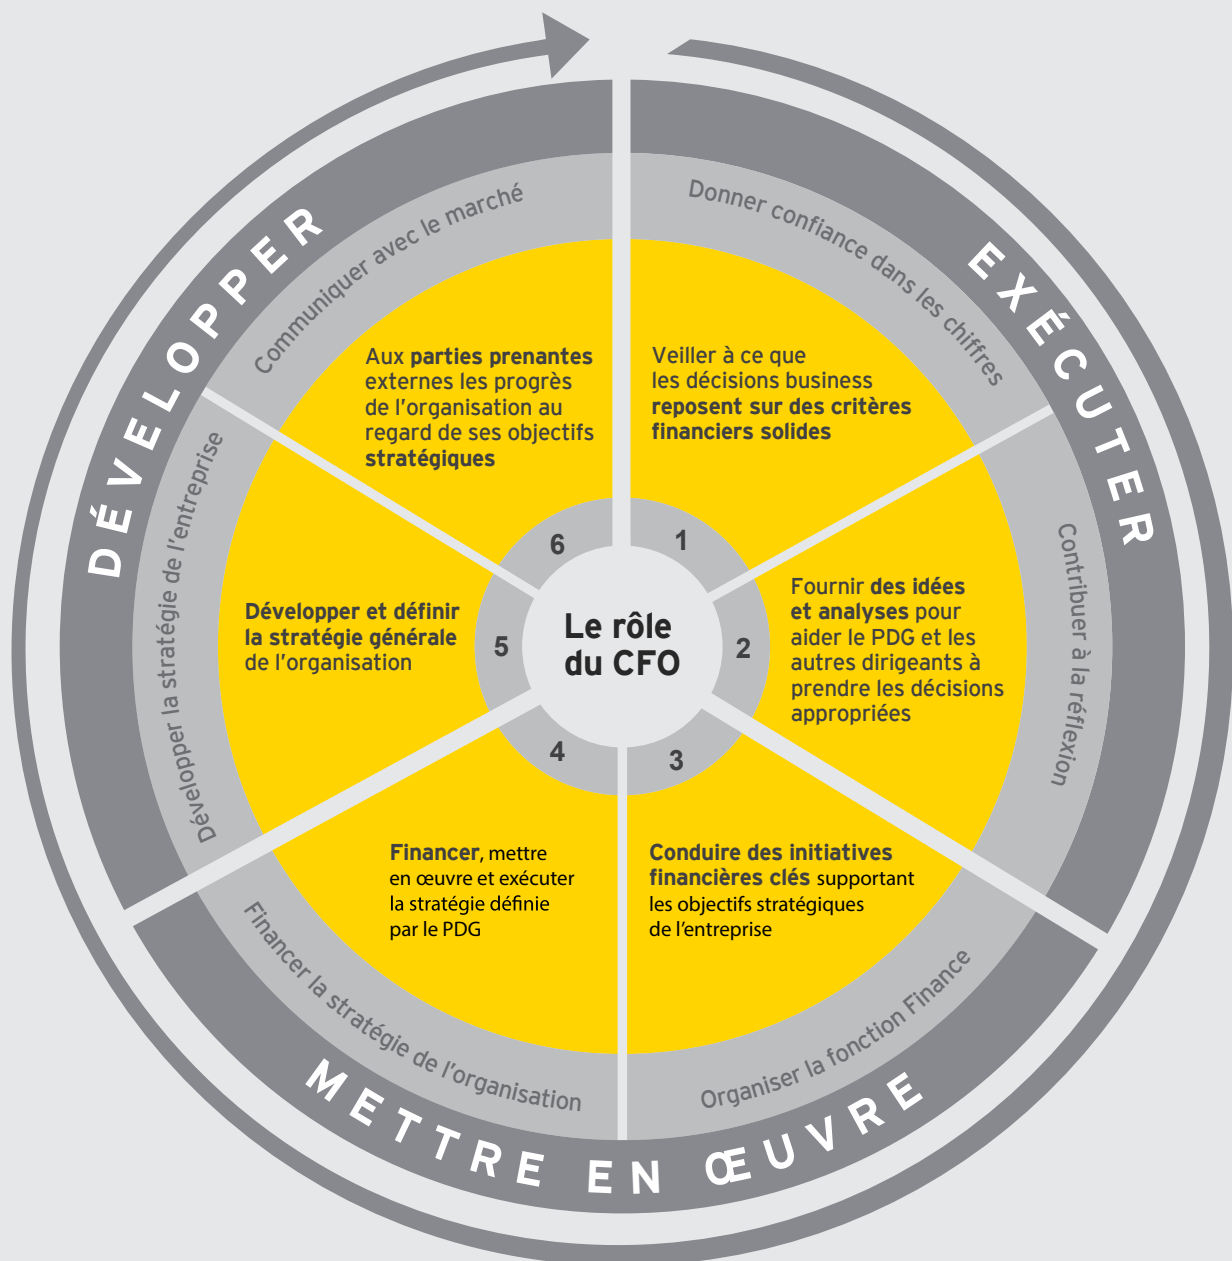 Le rôle
du CFO
EXÉCUTER
Donner confiance dans les chiffres
1
Veiller à ce que
les décisions business
reposent sur des critères
financiers solides
Contribuer à la réflexion
2
Fournir des idées
et analyses pour
aider le PDG et les
autres dirigeants à
prendre les décisions
appropriées
METTRE EN ŒUVRE
Organiser la fonction Finance
3
Conduire des initiatives
financières clés supportant
les objectifs stratégiques
de l'entreprise
Financer la stratégie de l'organisation
4
Financer, mettre
en œuvre et exécuter
la stratégie définie
par le PDG
DÉVELOPPER
Développer la stratégie de l'entreprise
5
Développer et définir
la stratégie générale
de l'organisation
Communiquer avec le marché
6
Aux parties prenantes
externes les progrès
de l'organisation au
regard de ses objectifs
stratégiques